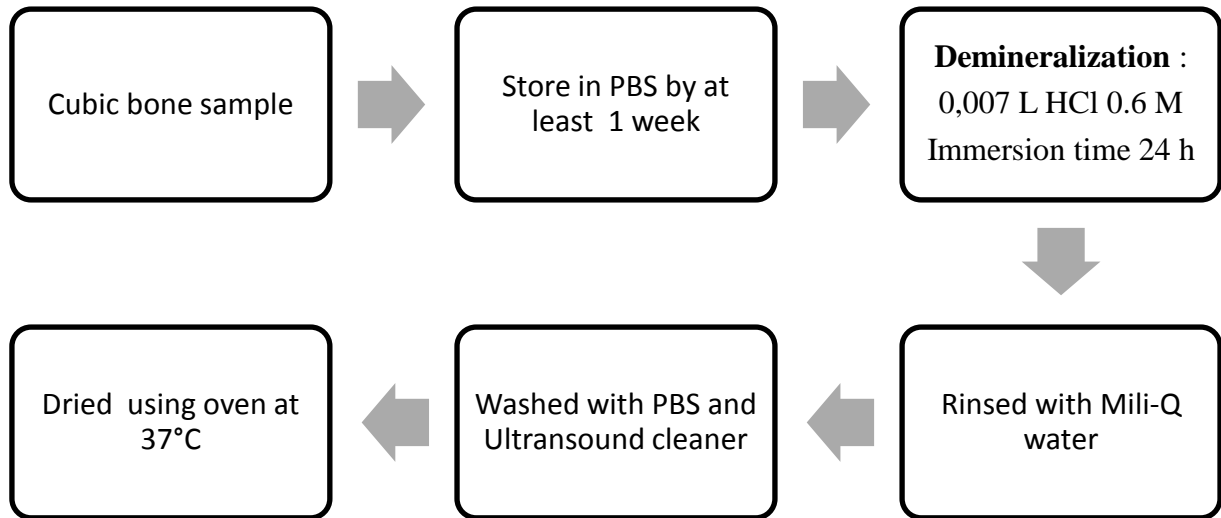 Cubic bone sample
Store in PBS by at
least 1 week
Demineralization :
0,007 L HCl 0.6 M
Immersion time 24 h
Rinsed with Mili-Q
water
Washed with PBS and
Ultransound cleaner
Dried using oven at
37°C